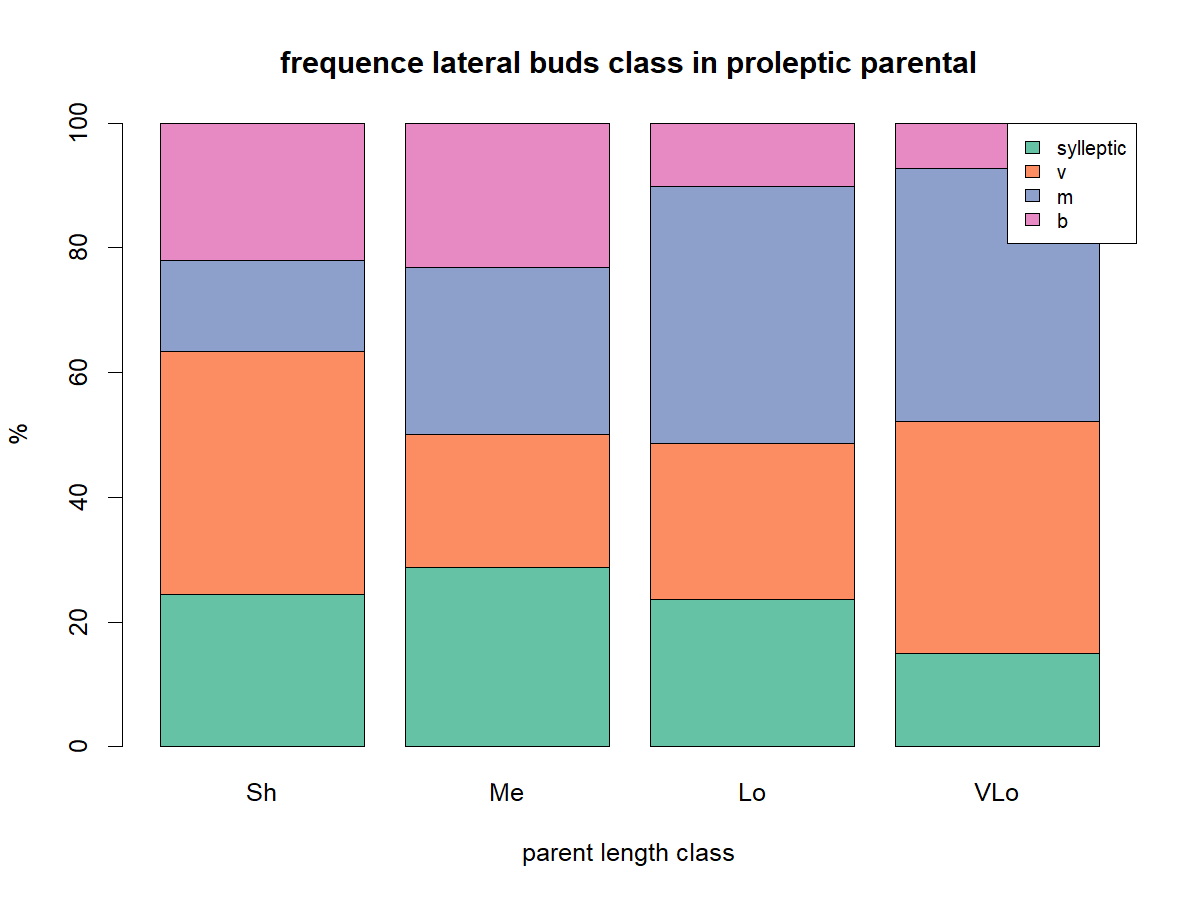 frequence lateral buds class in proleptic parental
sylleptic
v
m
b
100
80
60
40
20
0
%
Sh Me Lo VLo
parent length class